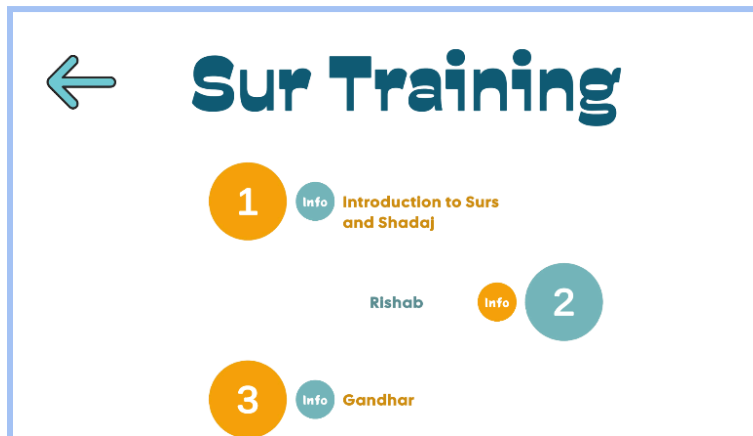 Sur Training
1 Info Introduction to Surs
and Shadaj
Rishab Info 2
3 Info Gandhar